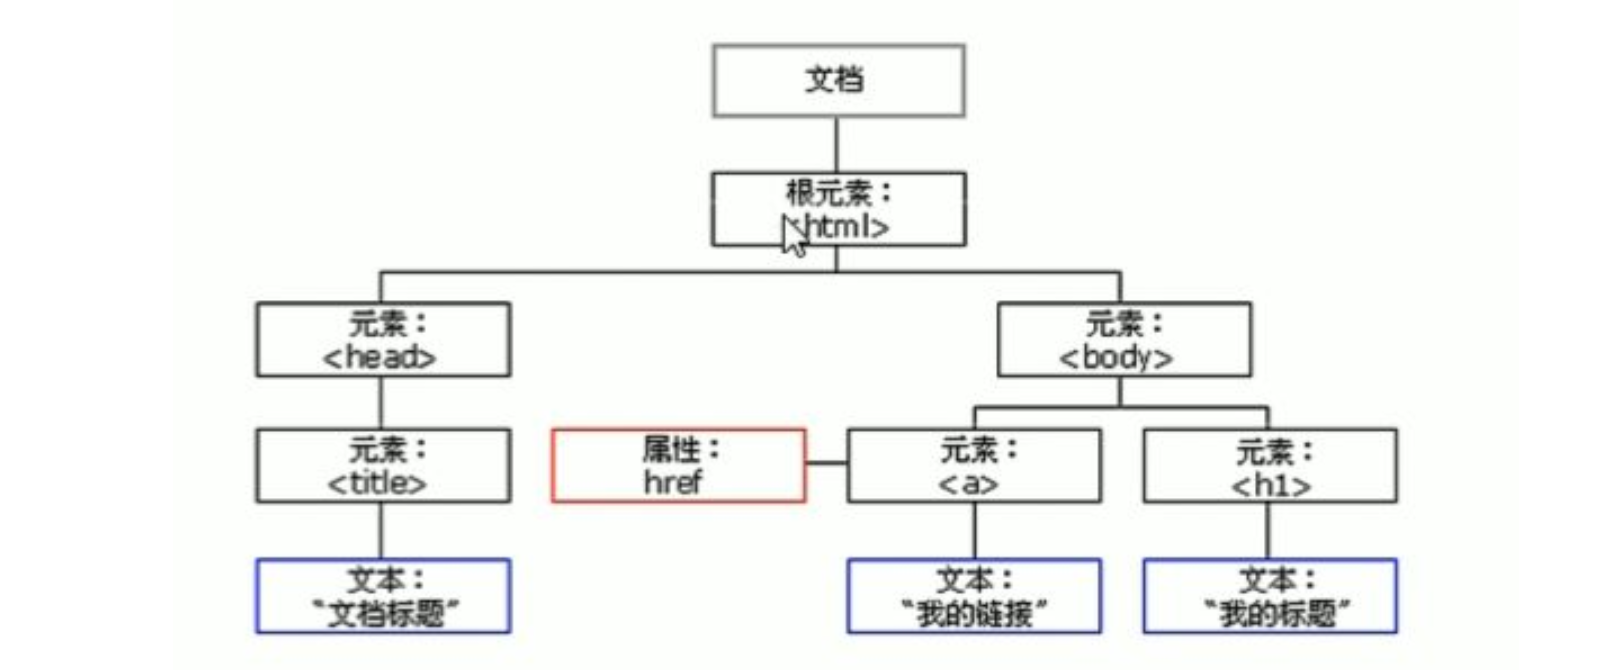 文档
根元素：
<html>
元素：
<head>
元素：
<body>
元素：
<title>
属性：
href
元素：
<a>
元素：
<h1>
文本：
“文档标题”
文本：
“我的链接”
文本：
“我的标题”